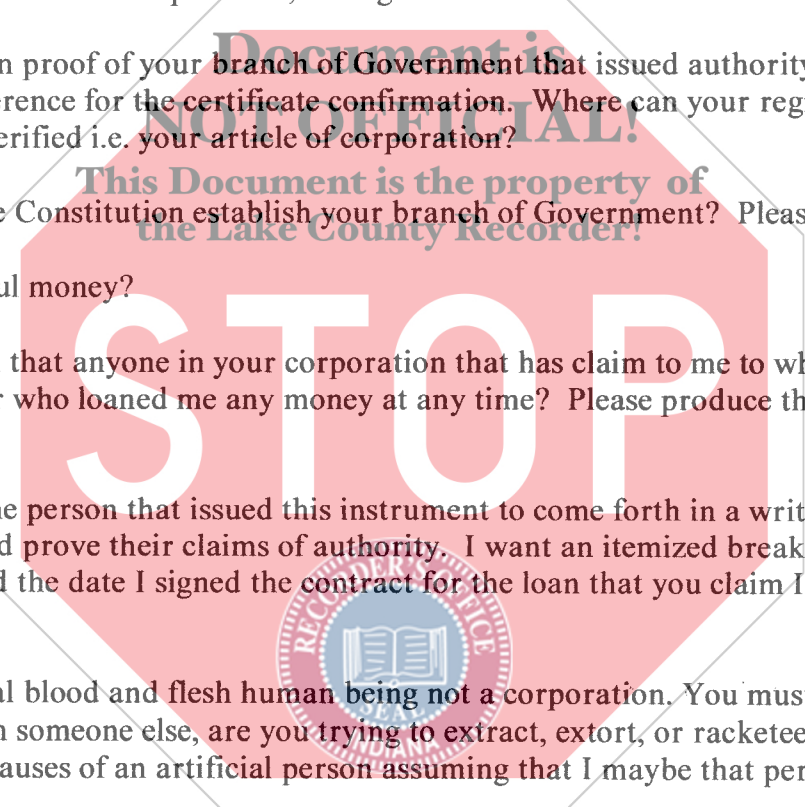 Document is
n proof of your branch of Government that issued authority
rence for the certificate confirmation. Where can your reg
NOT OFFICIAL!
erified i.e. your article of corporation?
This Document is the property of
e Constitution establish your branch of Government? Pleas
the Lake County Recorder!
ul money?
STOP
that anyone in your corporation that has claim to me to wh
who loaned me any money at any time? Please produce th
ne person that issued this instrument to come forth in a writ
d prove their claims of authority. I want an itemized break
d the date I signed the contract for the loan that you claim I
RECORDER'S OFFICE
al blood and flesh human being not a corporation. You mus
SEAL
n someone else, are you trying to extract, extort, or racketee
INDIANA
auses of an artificial person assuming that I maybe that per